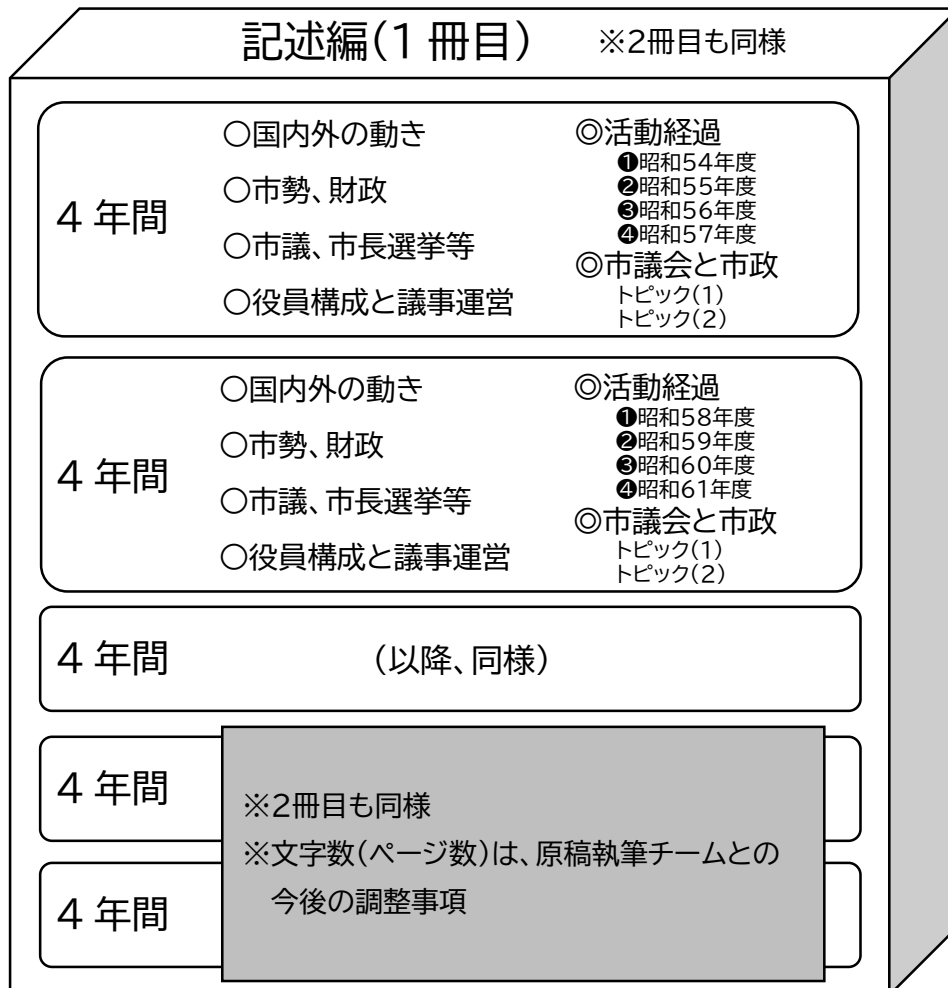 記述編(1冊目) ※2冊目も同様
4年間
○国内外の動き
○市勢、財政
○市議、市長選挙等
○役員構成と議事運営
◎活動経過
❶昭和54年度
❷昭和55年度
❸昭和56年度
❹昭和57年度
◎市議会と市政
トピック(1)
トピック(2)
4年間
○国内外の動き
○市勢、財政
○市議、市長選挙等
○役員構成と議事運営
◎活動経過
❶昭和58年度
❷昭和59年度
❸昭和60年度
❹昭和61年度
◎市議会と市政
トピック(1)
トピック(2)
4年間 (以降、同様)
4年間
4年間
※2冊目も同様
※文字数(ページ数)は、原稿執筆チームとの
今後の調整事項